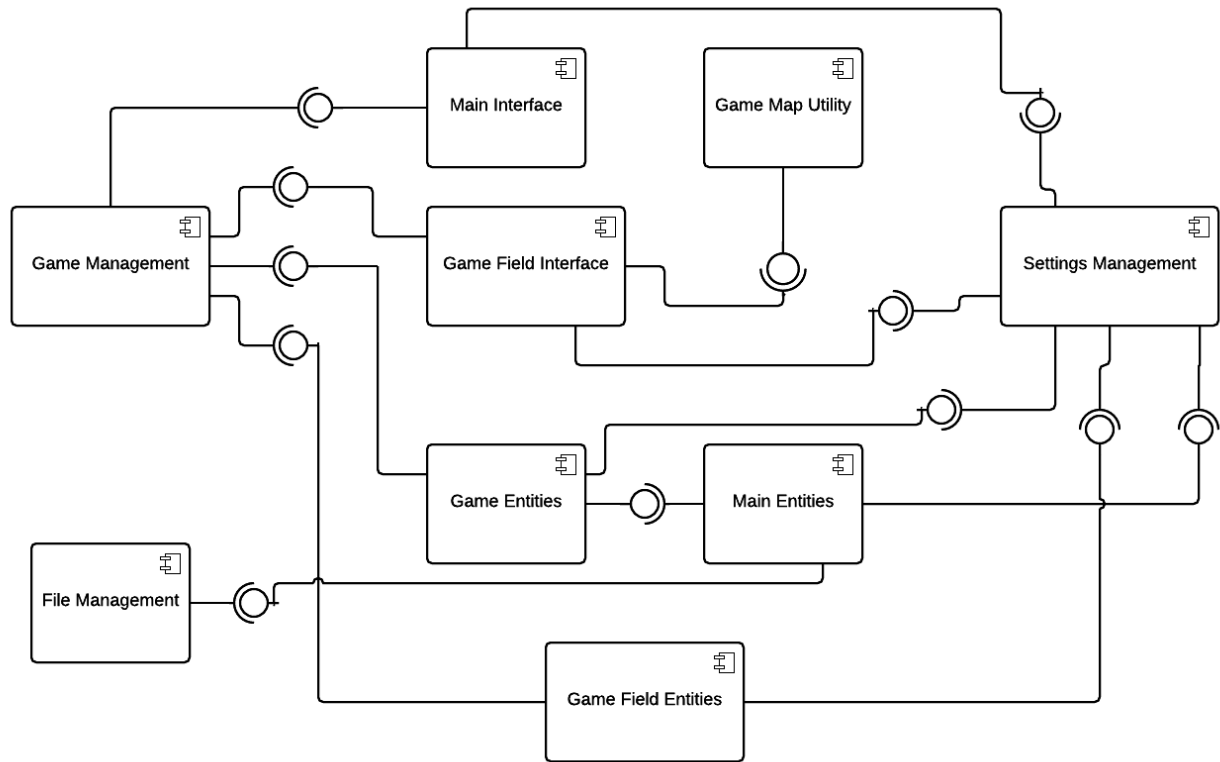 Main Interface
Game Map Utility
Game Management
Game Field Interface
Settings Management
Game Entities
Main Entities
File Management
Game Field Entities